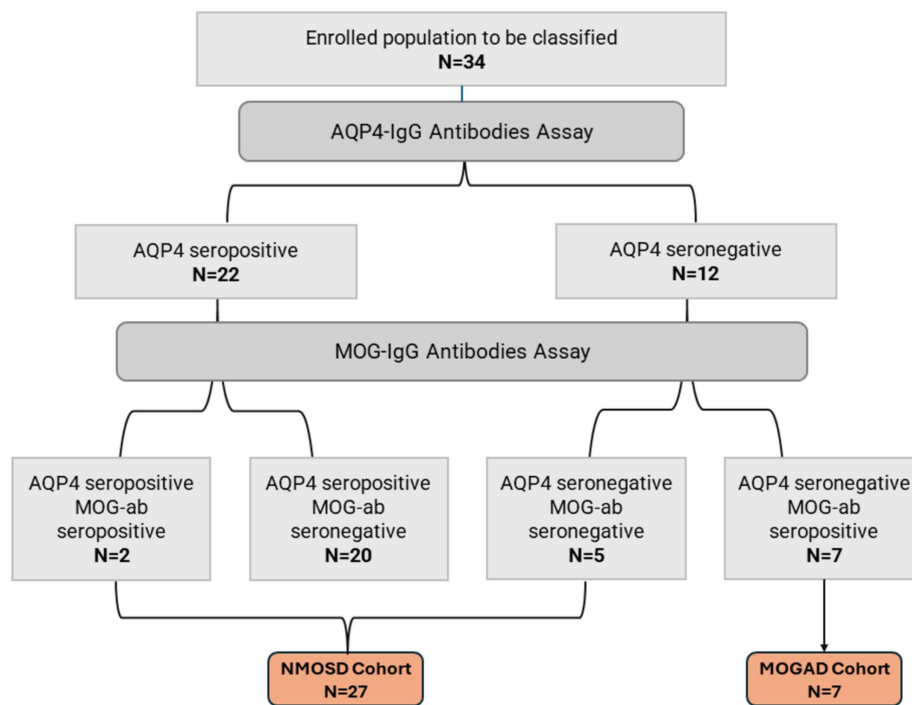 Enrolled population to be classified
N=34
AQP4-IgG Antibodies Assay
AQP4 seropositive
N=22
AQP4 seronegative
N=12
MOG-IgG Antibodies Assay
AQP4 seropositive
MOG-ab
seropositive
N=2
AQP4 seropositive
MOG-ab
seronegative
N=20
AQP4 seronegative
MOG-ab
seronegative
N=5
AQP4 seronegative
MOG-ab
seropositive
N=7
NMOSD Cohort
N=27
MOGAD Cohort
N=7